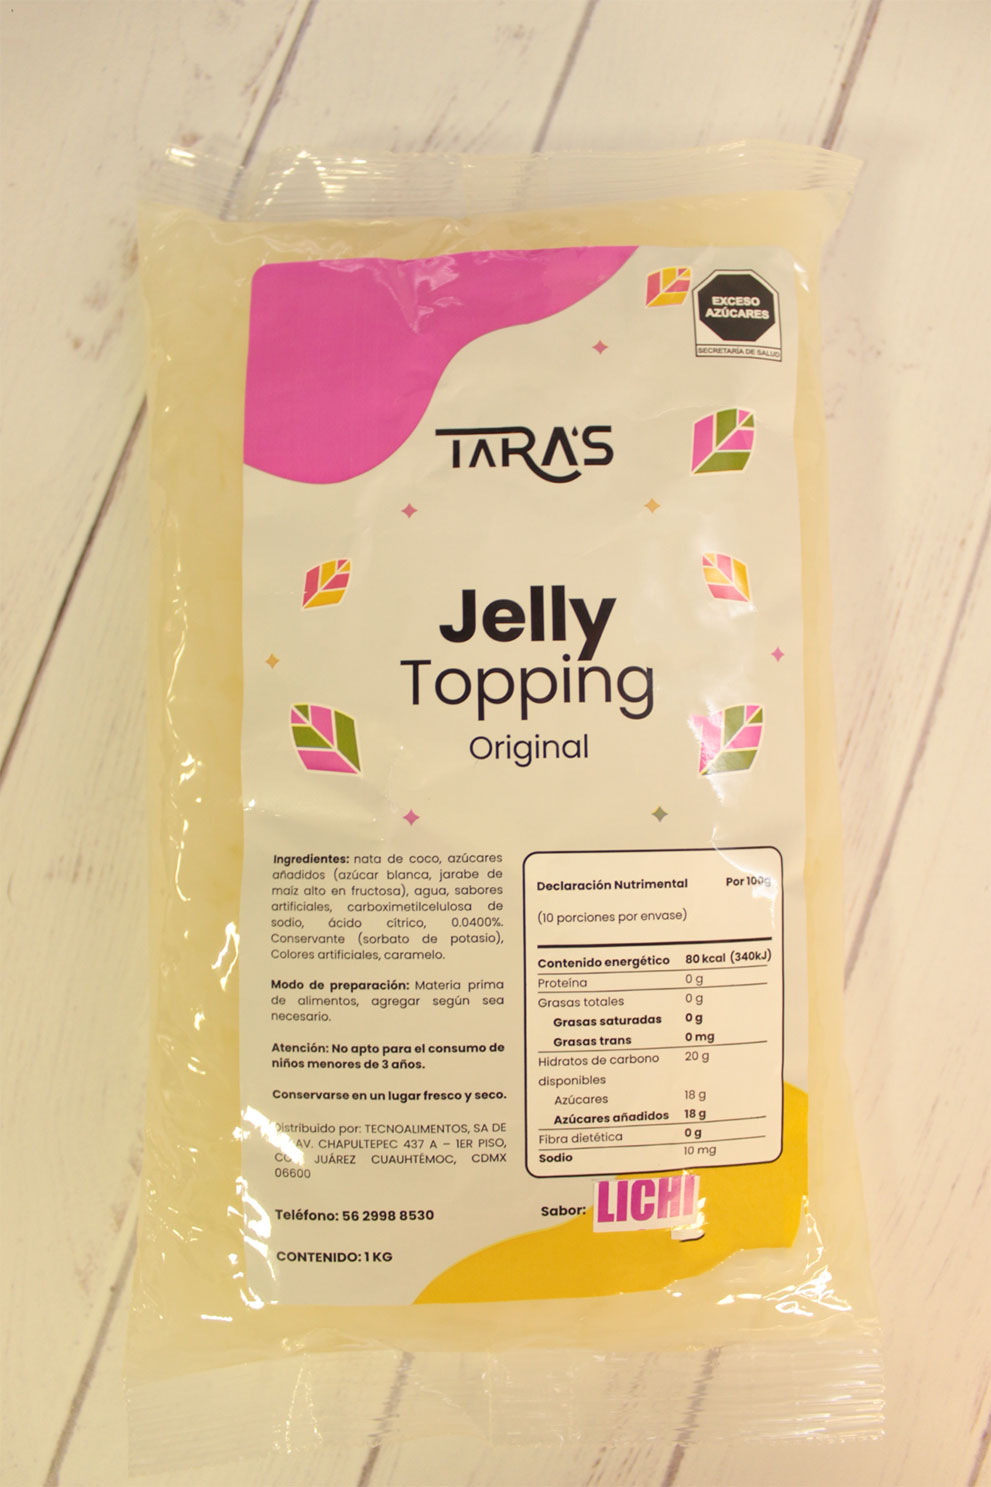 EXCESO
AZÚCARES
SECRETARÍA DE SALUD
TARA'S
Jelly
Topping
Original
Ingredientes: nata de coco, azúcares
añadidos (azúcar blanca, jarabe de
maíz alto en fructosa), agua, sabores
artificiales, carboximetilcelulosa de
sodio, ácido cítrico, 0.0400%.
Conservante (sorbato de potasio),
Colores artificiales, caramelo.
Modo de preparación: Materia prima
de alimentos, agregar según sea
necesario.
Atención: No apto para el consumo de
niños menores de 3 años.
Conservarse en un lugar fresco y seco.
Distribuido por: TECNOALIMENTOS, SA DE
AV. CHAPULTEPEC 437 A – 1ER PISO,
JUÁREZ CUAUHTÉMOC, CDMX
06600
Teléfono: 56 2998 8530
CONTENIDO: 1 KG
Declaración Nutrimental Por 100g
(10 porciones por envase)
Contenido energético 80 kcal (340kJ)
Proteína 0 g
Grasas totales 0 g
Grasas saturadas 0 g
Grasas trans 0 mg
Hidratos de carbono 20 g
disponibles
Azúcares 18 g
Azúcares añadidos 18 g
Fibra dietética 0 g
Sodio 10 mg
Sabor: LICHI